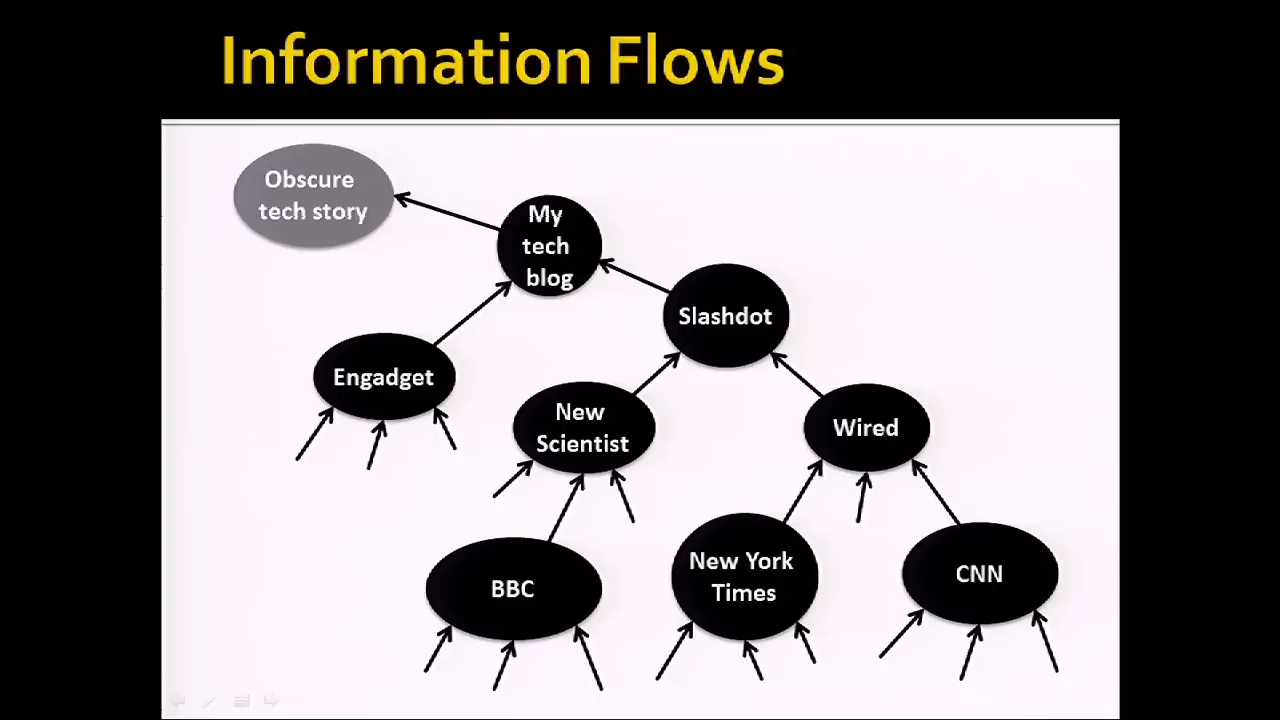 Information Flows
Obscure
tech story
My
tech
blog
Slashdot
Engadget
New
Scientist
Wired
BBC
New York
Times
CNN